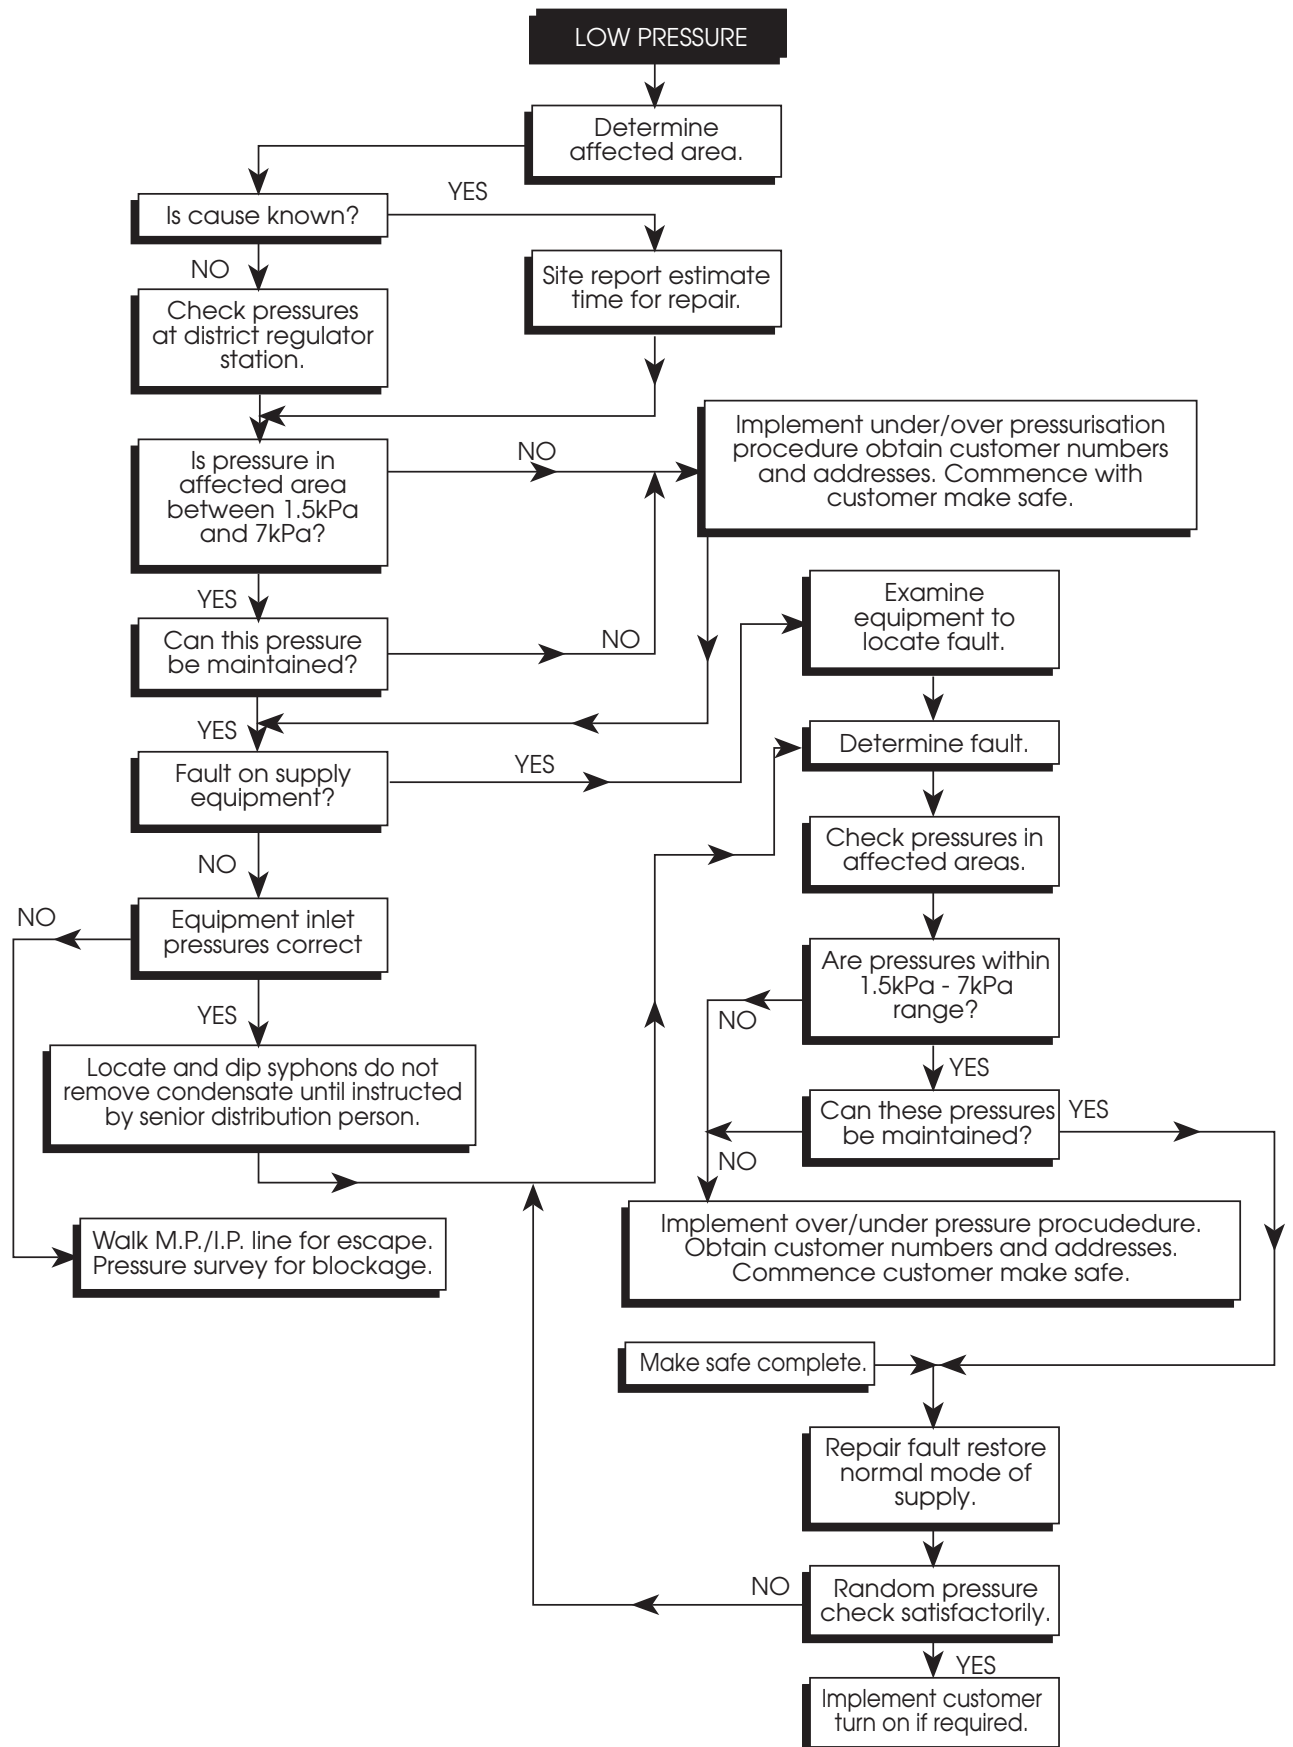 LOW PRESSURE
Determine
affected area.
YES
Is cause known?
NO
Site report estimate
time for repair.
Check pressures
at district regulator
station.
Implement under/over pressurisation
procedure obtain customer numbers
and addresses. Commence with
customer make safe.
NO
Is pressure in
affected area
between 1.5kPa
and 7kPa?
YES
Can this pressure
be maintained?
NO
Examine
equipment to
locate fault.
YES
Fault on supply
equipment?
YES
Determine fault.
Check pressures in
affected areas.
NO
NO
Equipment inlet
pressures correct
Are pressures within
1.5kPa - 7kPa
range?
NO
YES
YES
Locate and dip syphons do not
remove condensate until instructed
by senior distribution person.
Can these pressures
be maintained?
YES
NO
Walk M.P./I.P. line for escape.
Pressure survey for blockage.
Implement over/under pressure procudedure.
Obtain customer numbers and addresses.
Commence customer make safe.
Make safe complete.
Repair fault restore
normal mode of
supply.
NO
Random pressure
check satisfactorily.
YES
Implement customer
turn on if required.